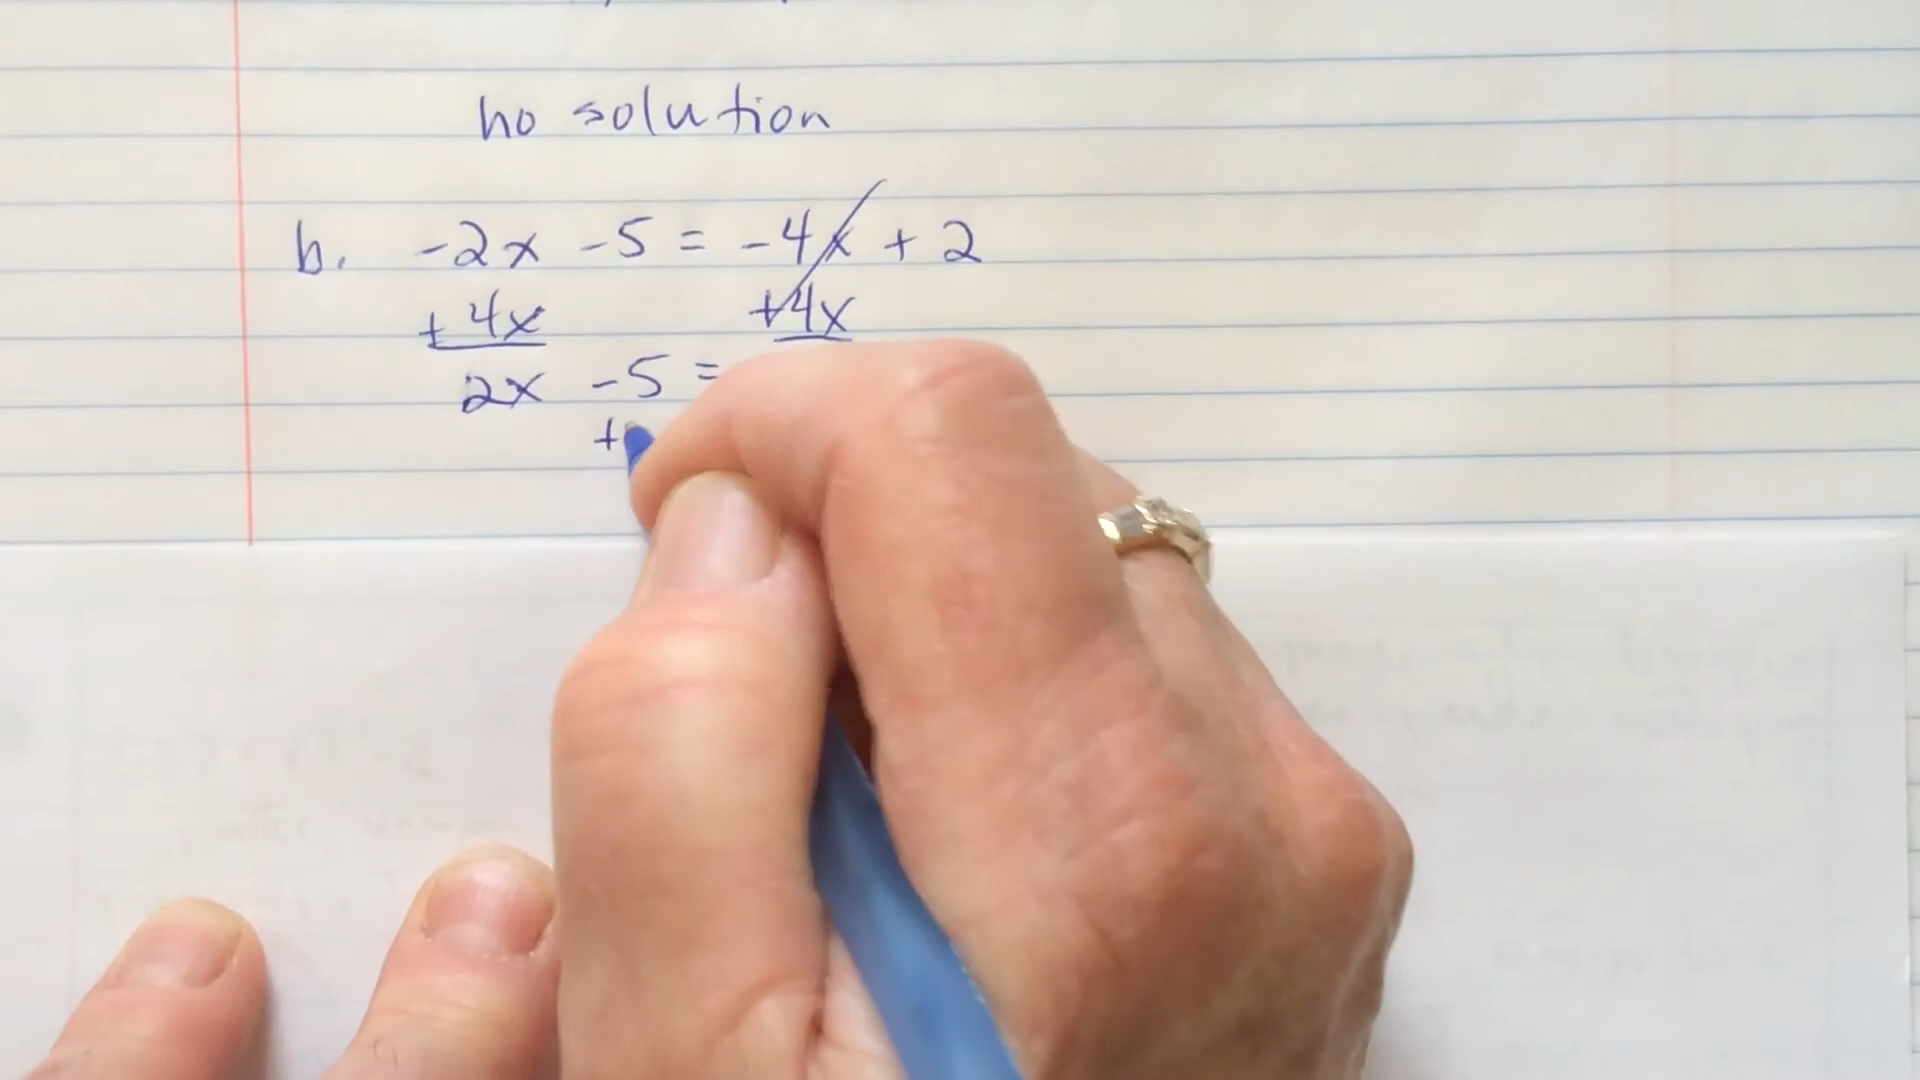 no solution
b. -2x -5 = -4x + 2
+ 4x +4x
2x -5 =
+